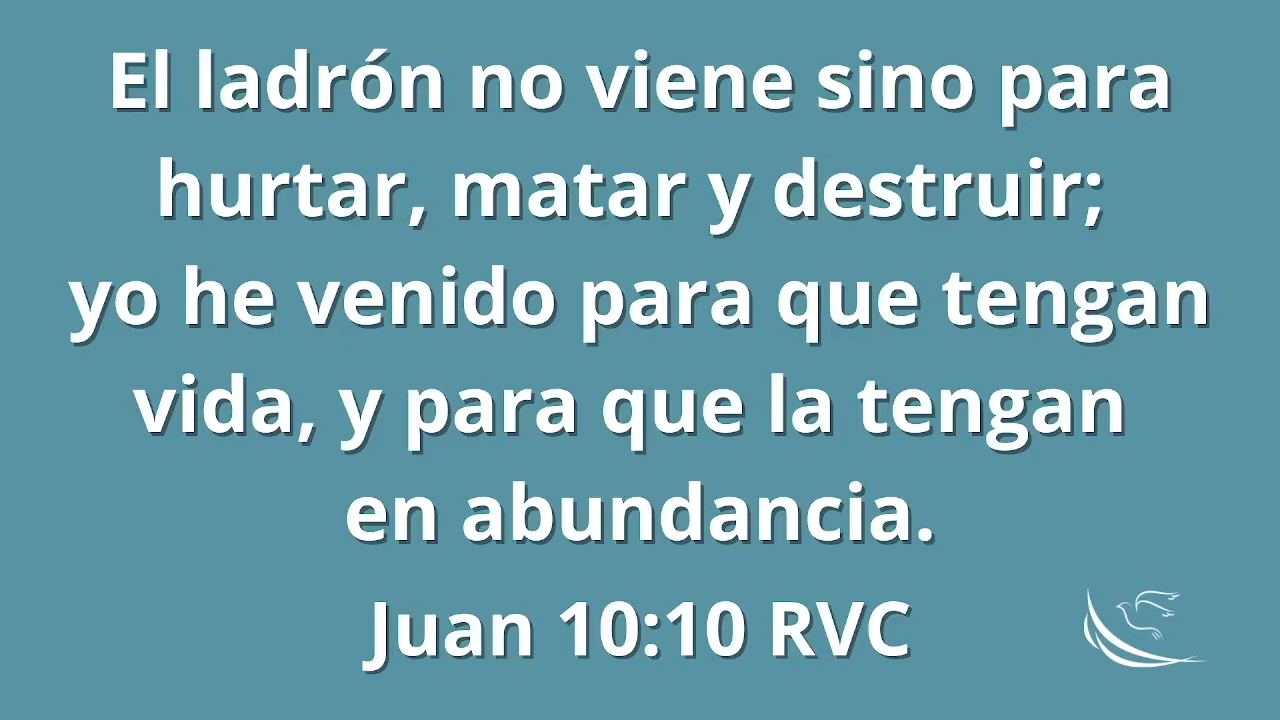 El ladrón no viene sino para
hurtar, matar y destruir;
yo he venido para que tengan
vida, y para que la tengan
en abundancia.
Juan 10:10 RVC